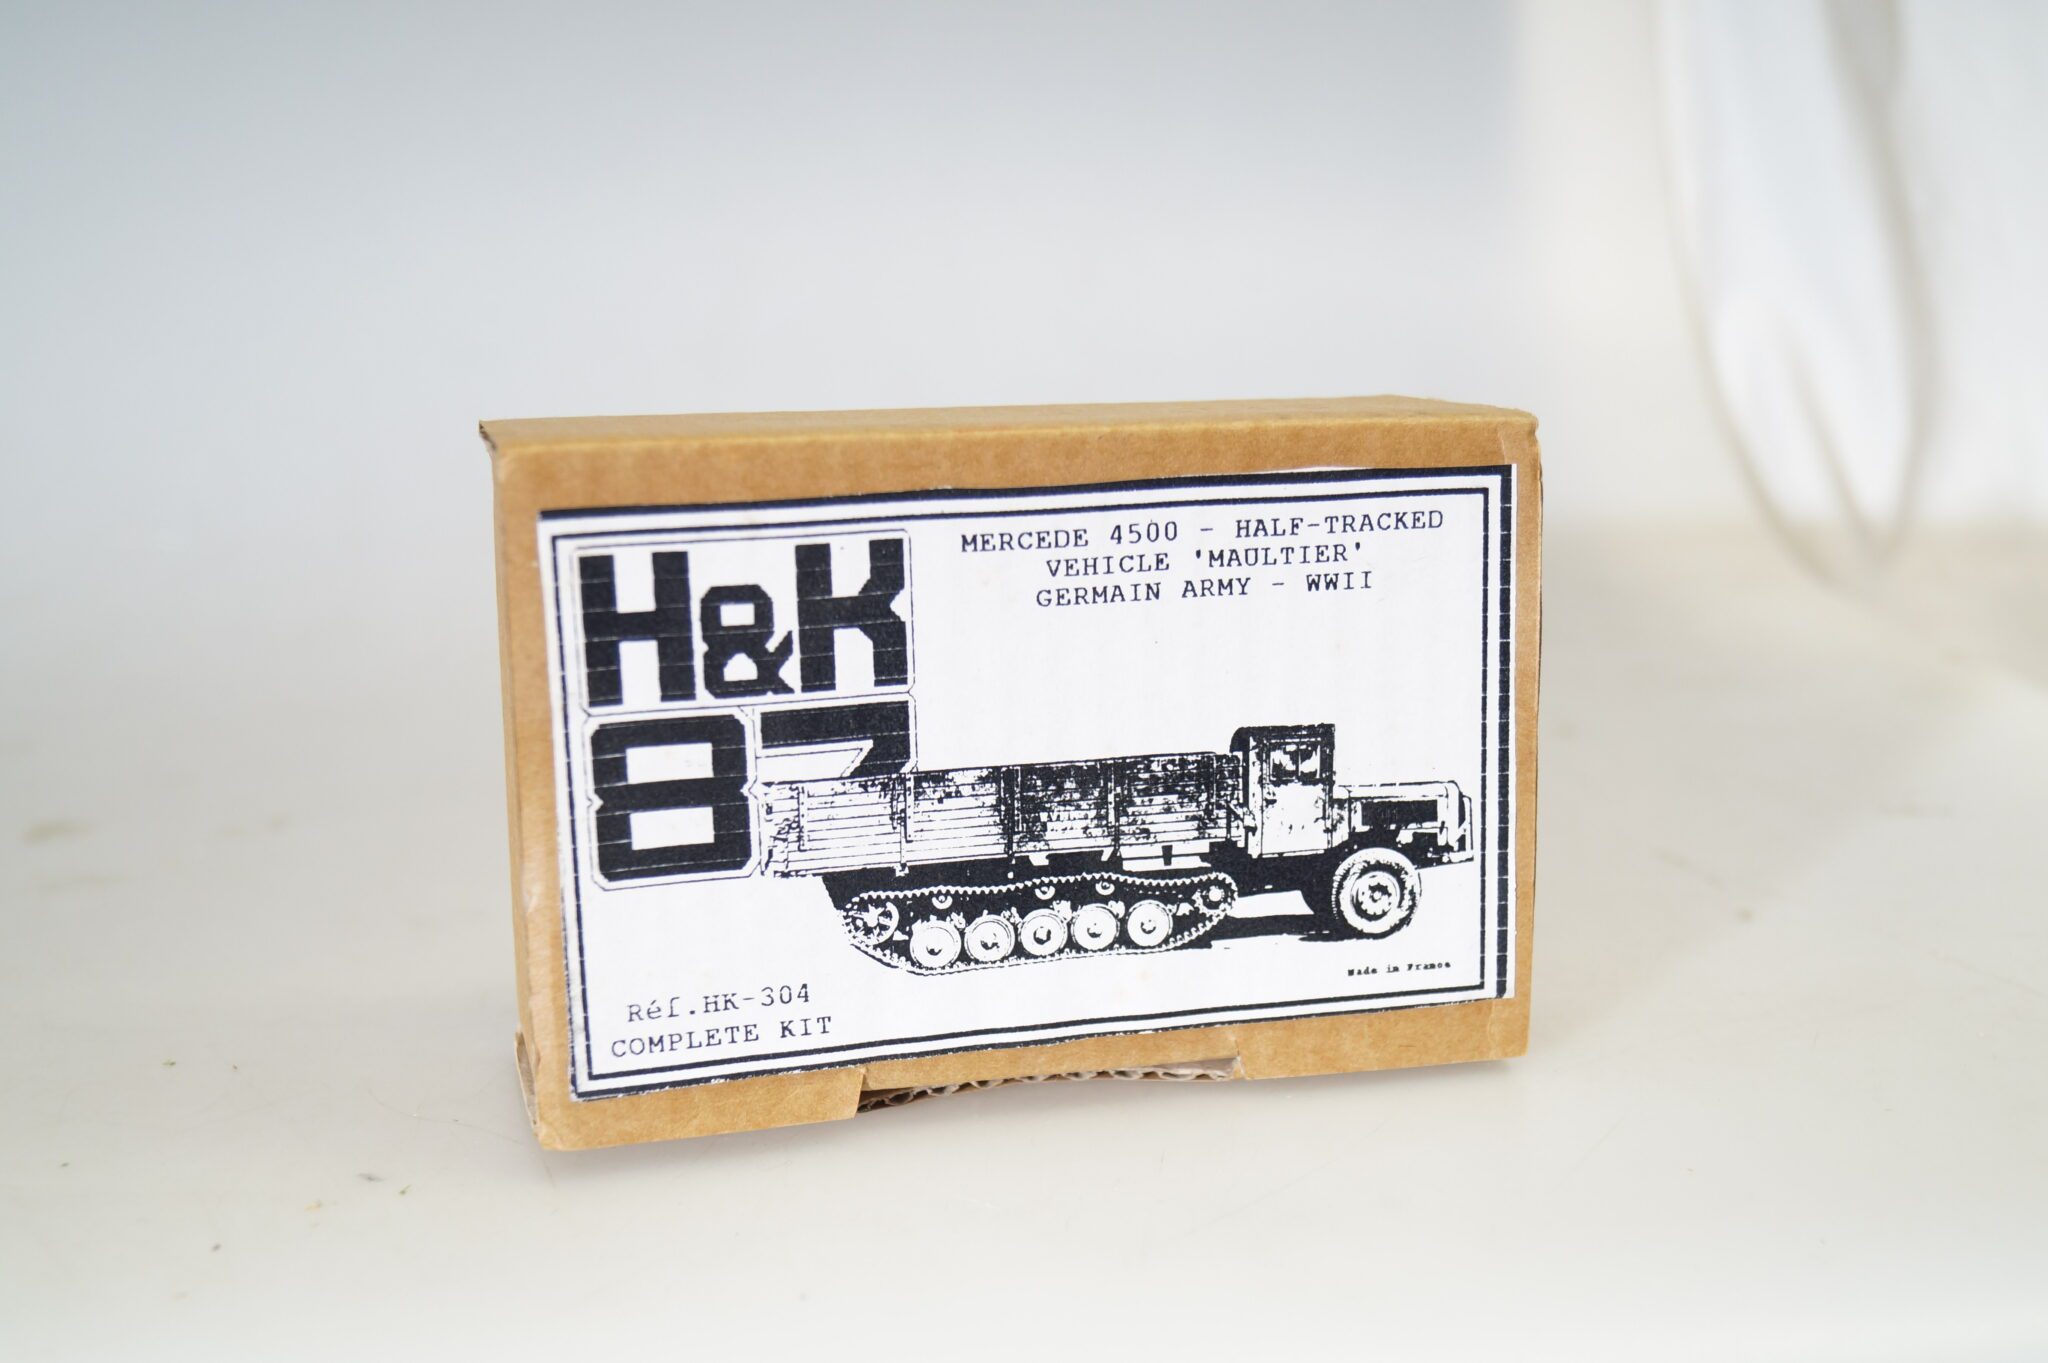 H&K
87
MERCEDE 4500 - HALF-TRACKED
VEHICLE 'MAULTIER'
GERMAIN ARMY - WWII
Made in France
Réf.HK-304
COMPLETE KIT